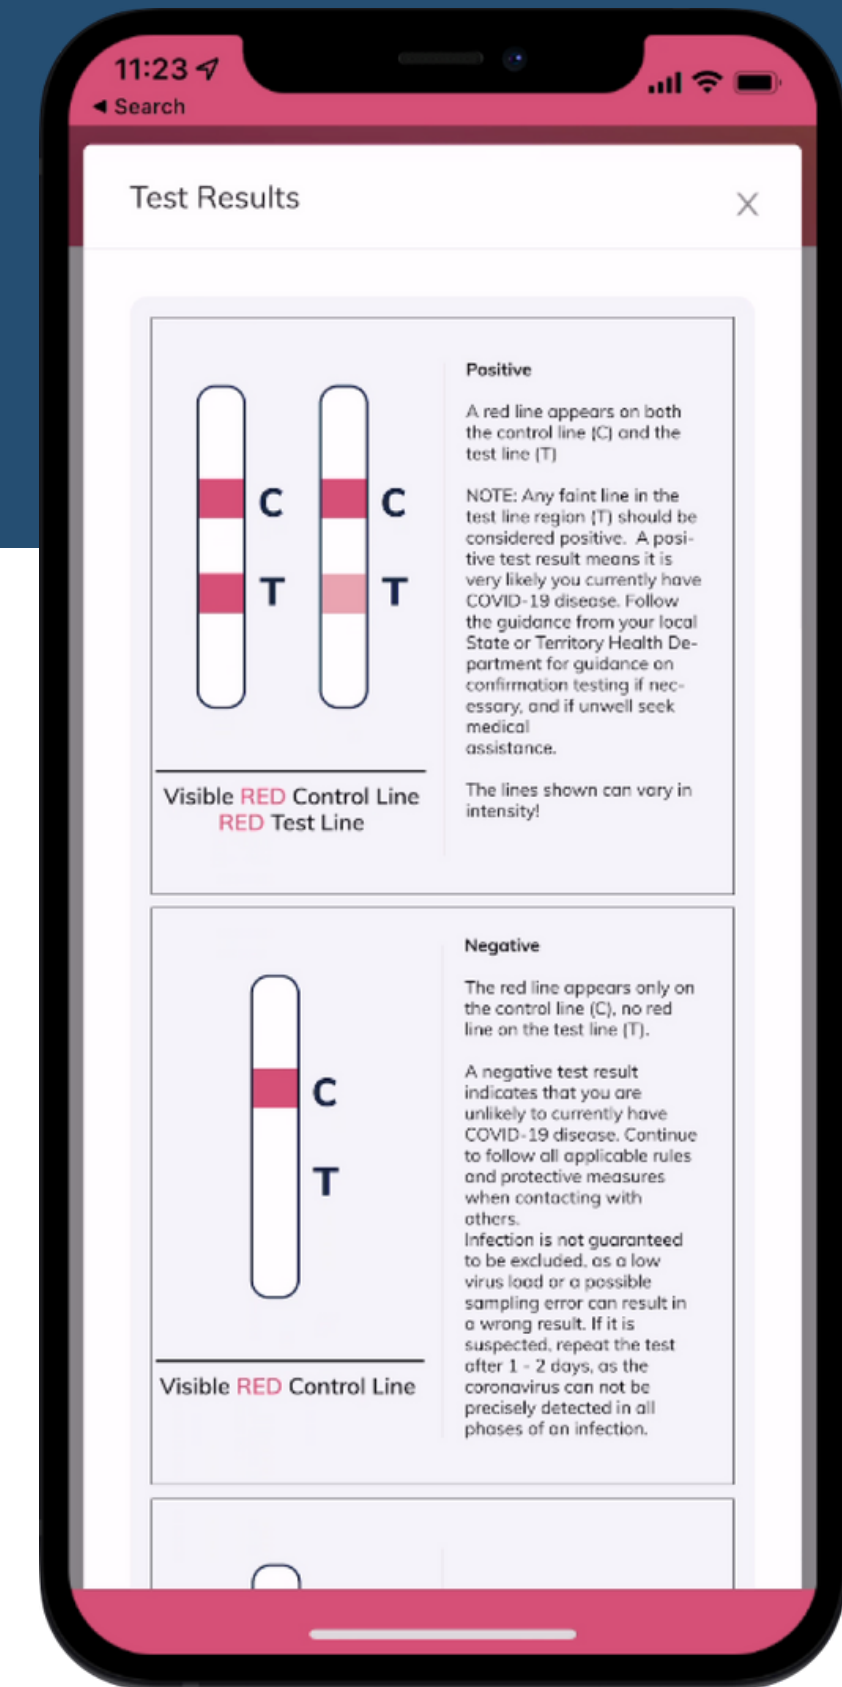 11:23
◀ Search
Test Results
X
C
T
C
T
Visible RED Control Line
RED Test Line
Positive
A red line appears on both
the control line (C) and the
test line (T)
NOTE: Any faint line in the
test line region (T) should be
considered positive. A posi-
tive test result means it is
very likely you currently have
COVID-19 disease. Follow
the guidance from your local
State or Territory Health De-
partment for guidance on
confirmation testing if nec-
essary, and if unwell seek
medical
assistance.
The lines shown can vary in
intensity!
C
T
Visible RED Control Line
Negative
The red line appears only on
the control line (C), no red
line on the test line (T).
A negative test result
indicates that you are
unlikely to currently have
COVID-19 disease. Continue
to follow all applicable rules
and protective measures
when contacting with
others.
Infection is not guaranteed
to be excluded, as a low
virus load or a possible
sampling error can result in
a wrong result. If it is
suspected, repeat the test
after 1 - 2 days, as the
coronavirus can not be
precisely detected in all
phases of an infection.